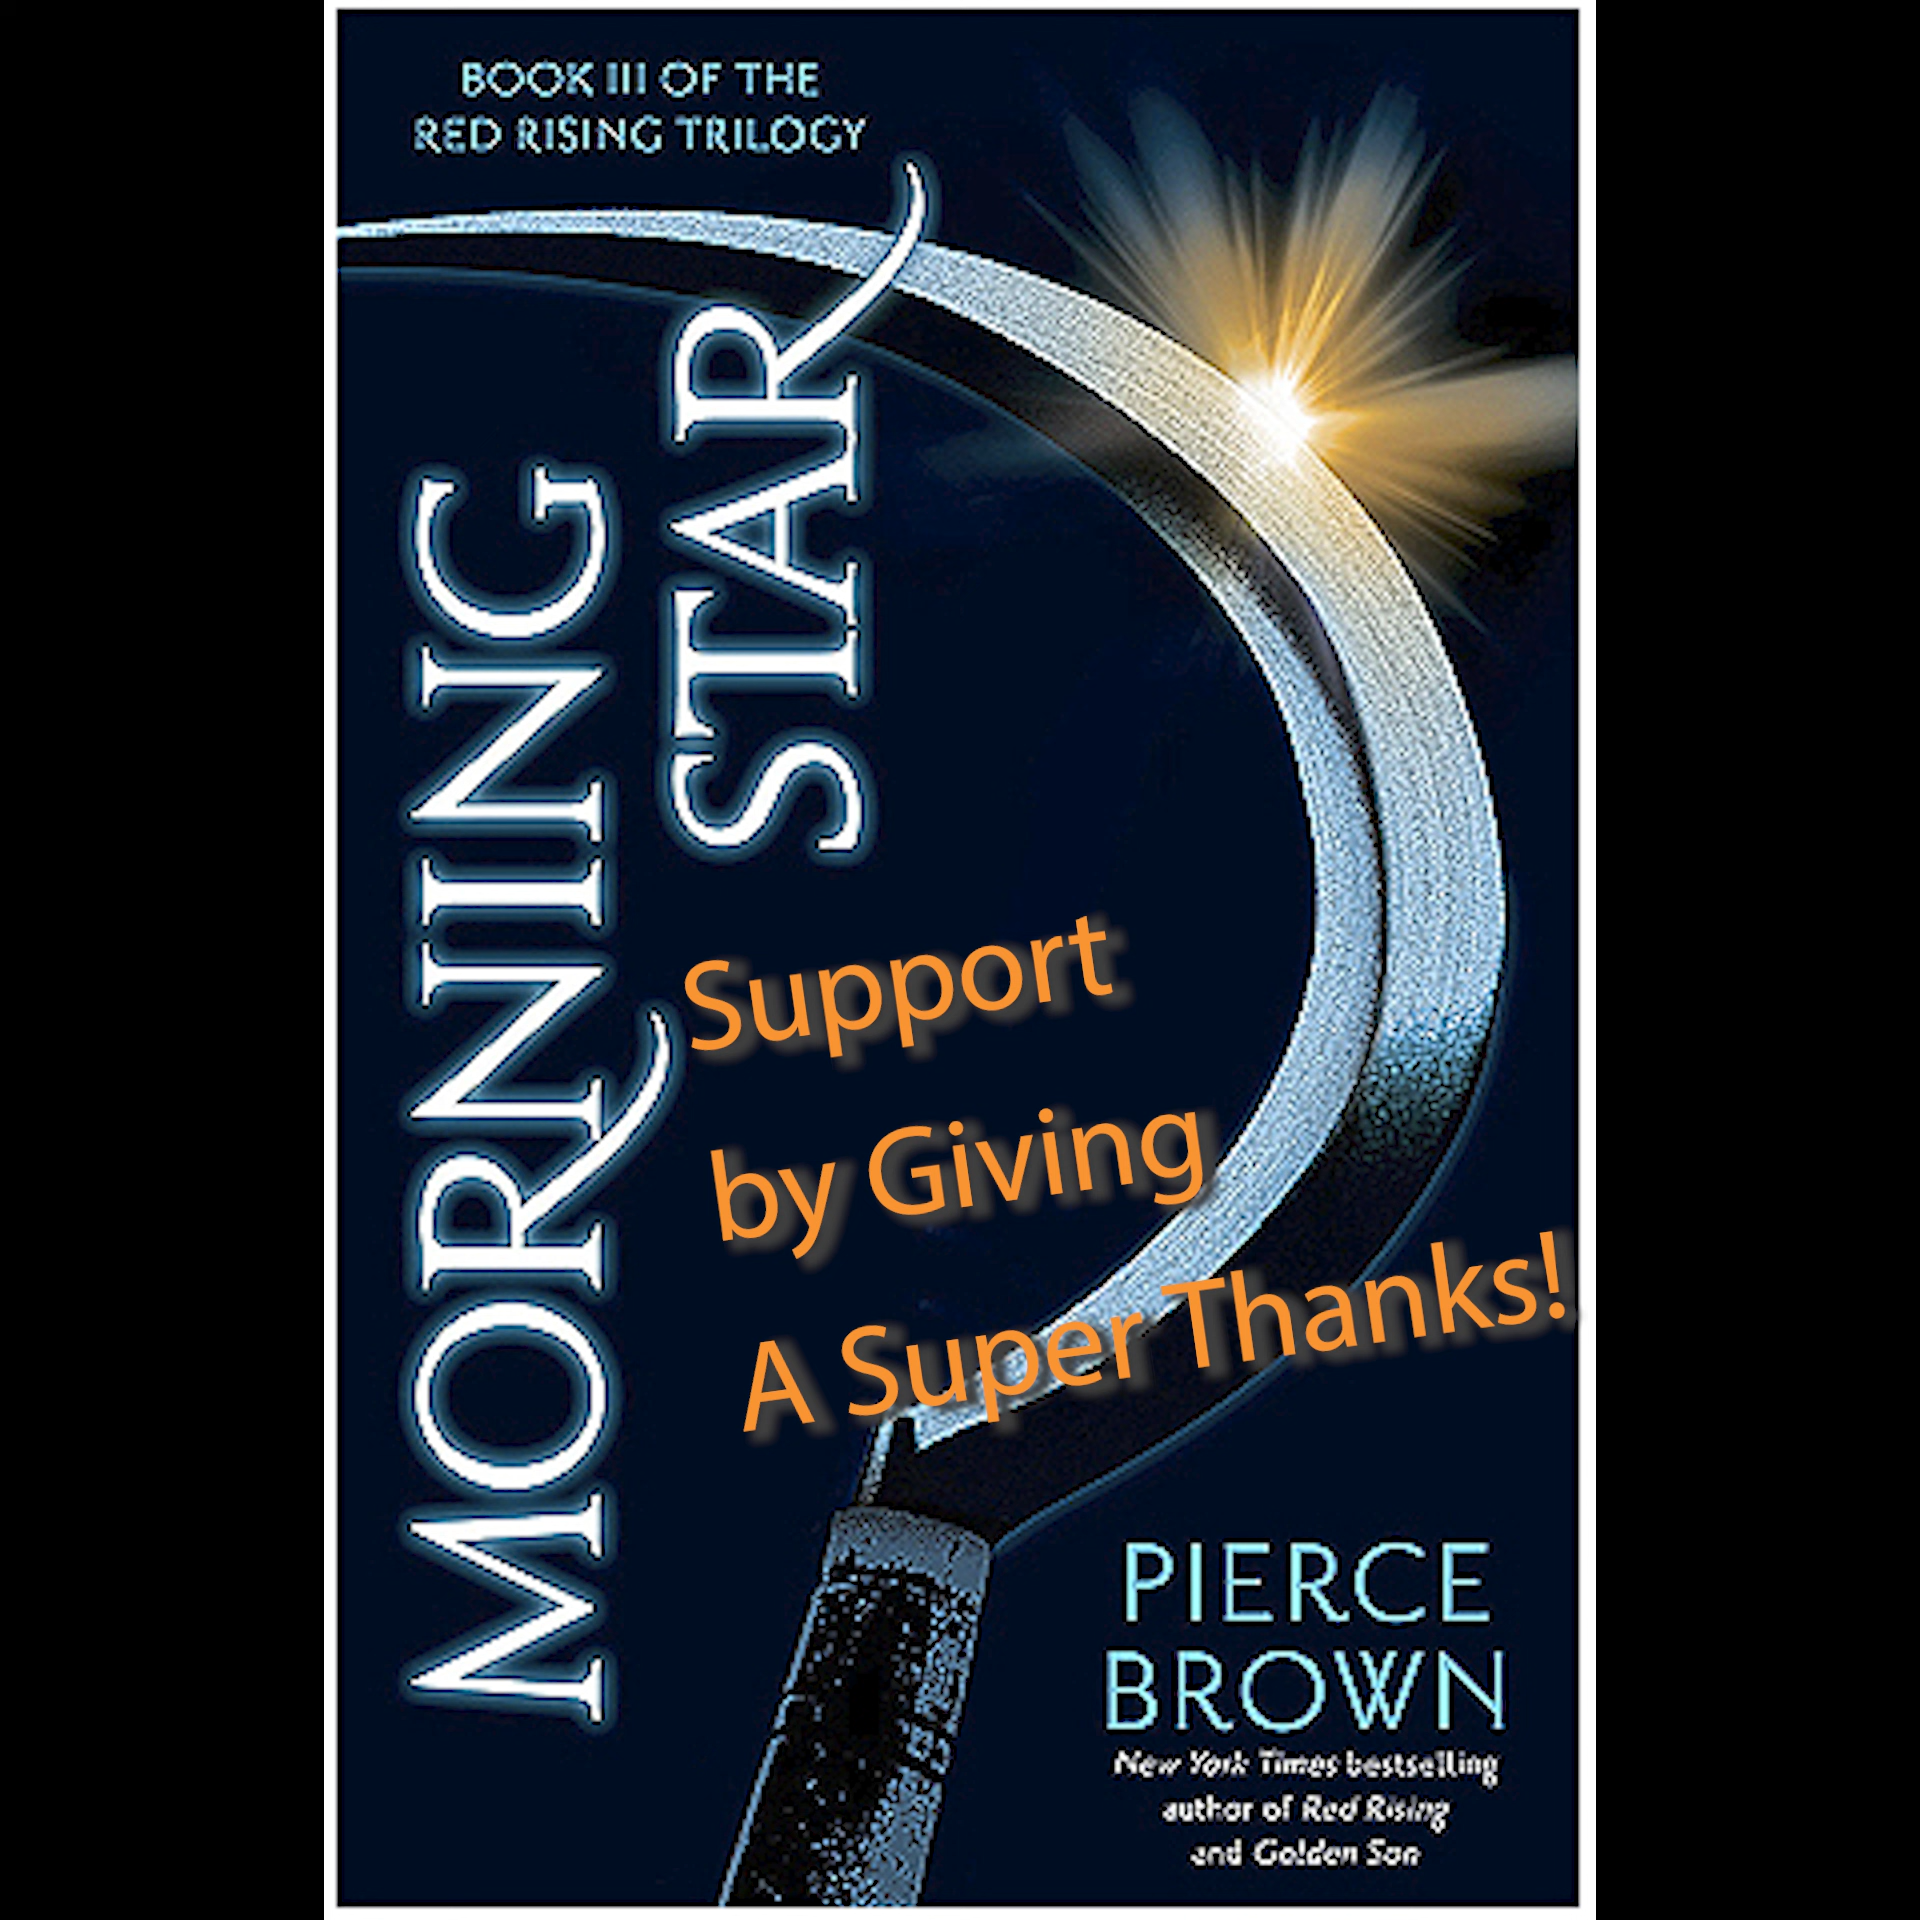 BOOK III OF THE
RED RISING TRILOGY
MORNING
STAR
Support
by Giving
A Super Thanks!
PIERCE
BROWN
New York Times bestselling
author of Red Rising
and Golden Son